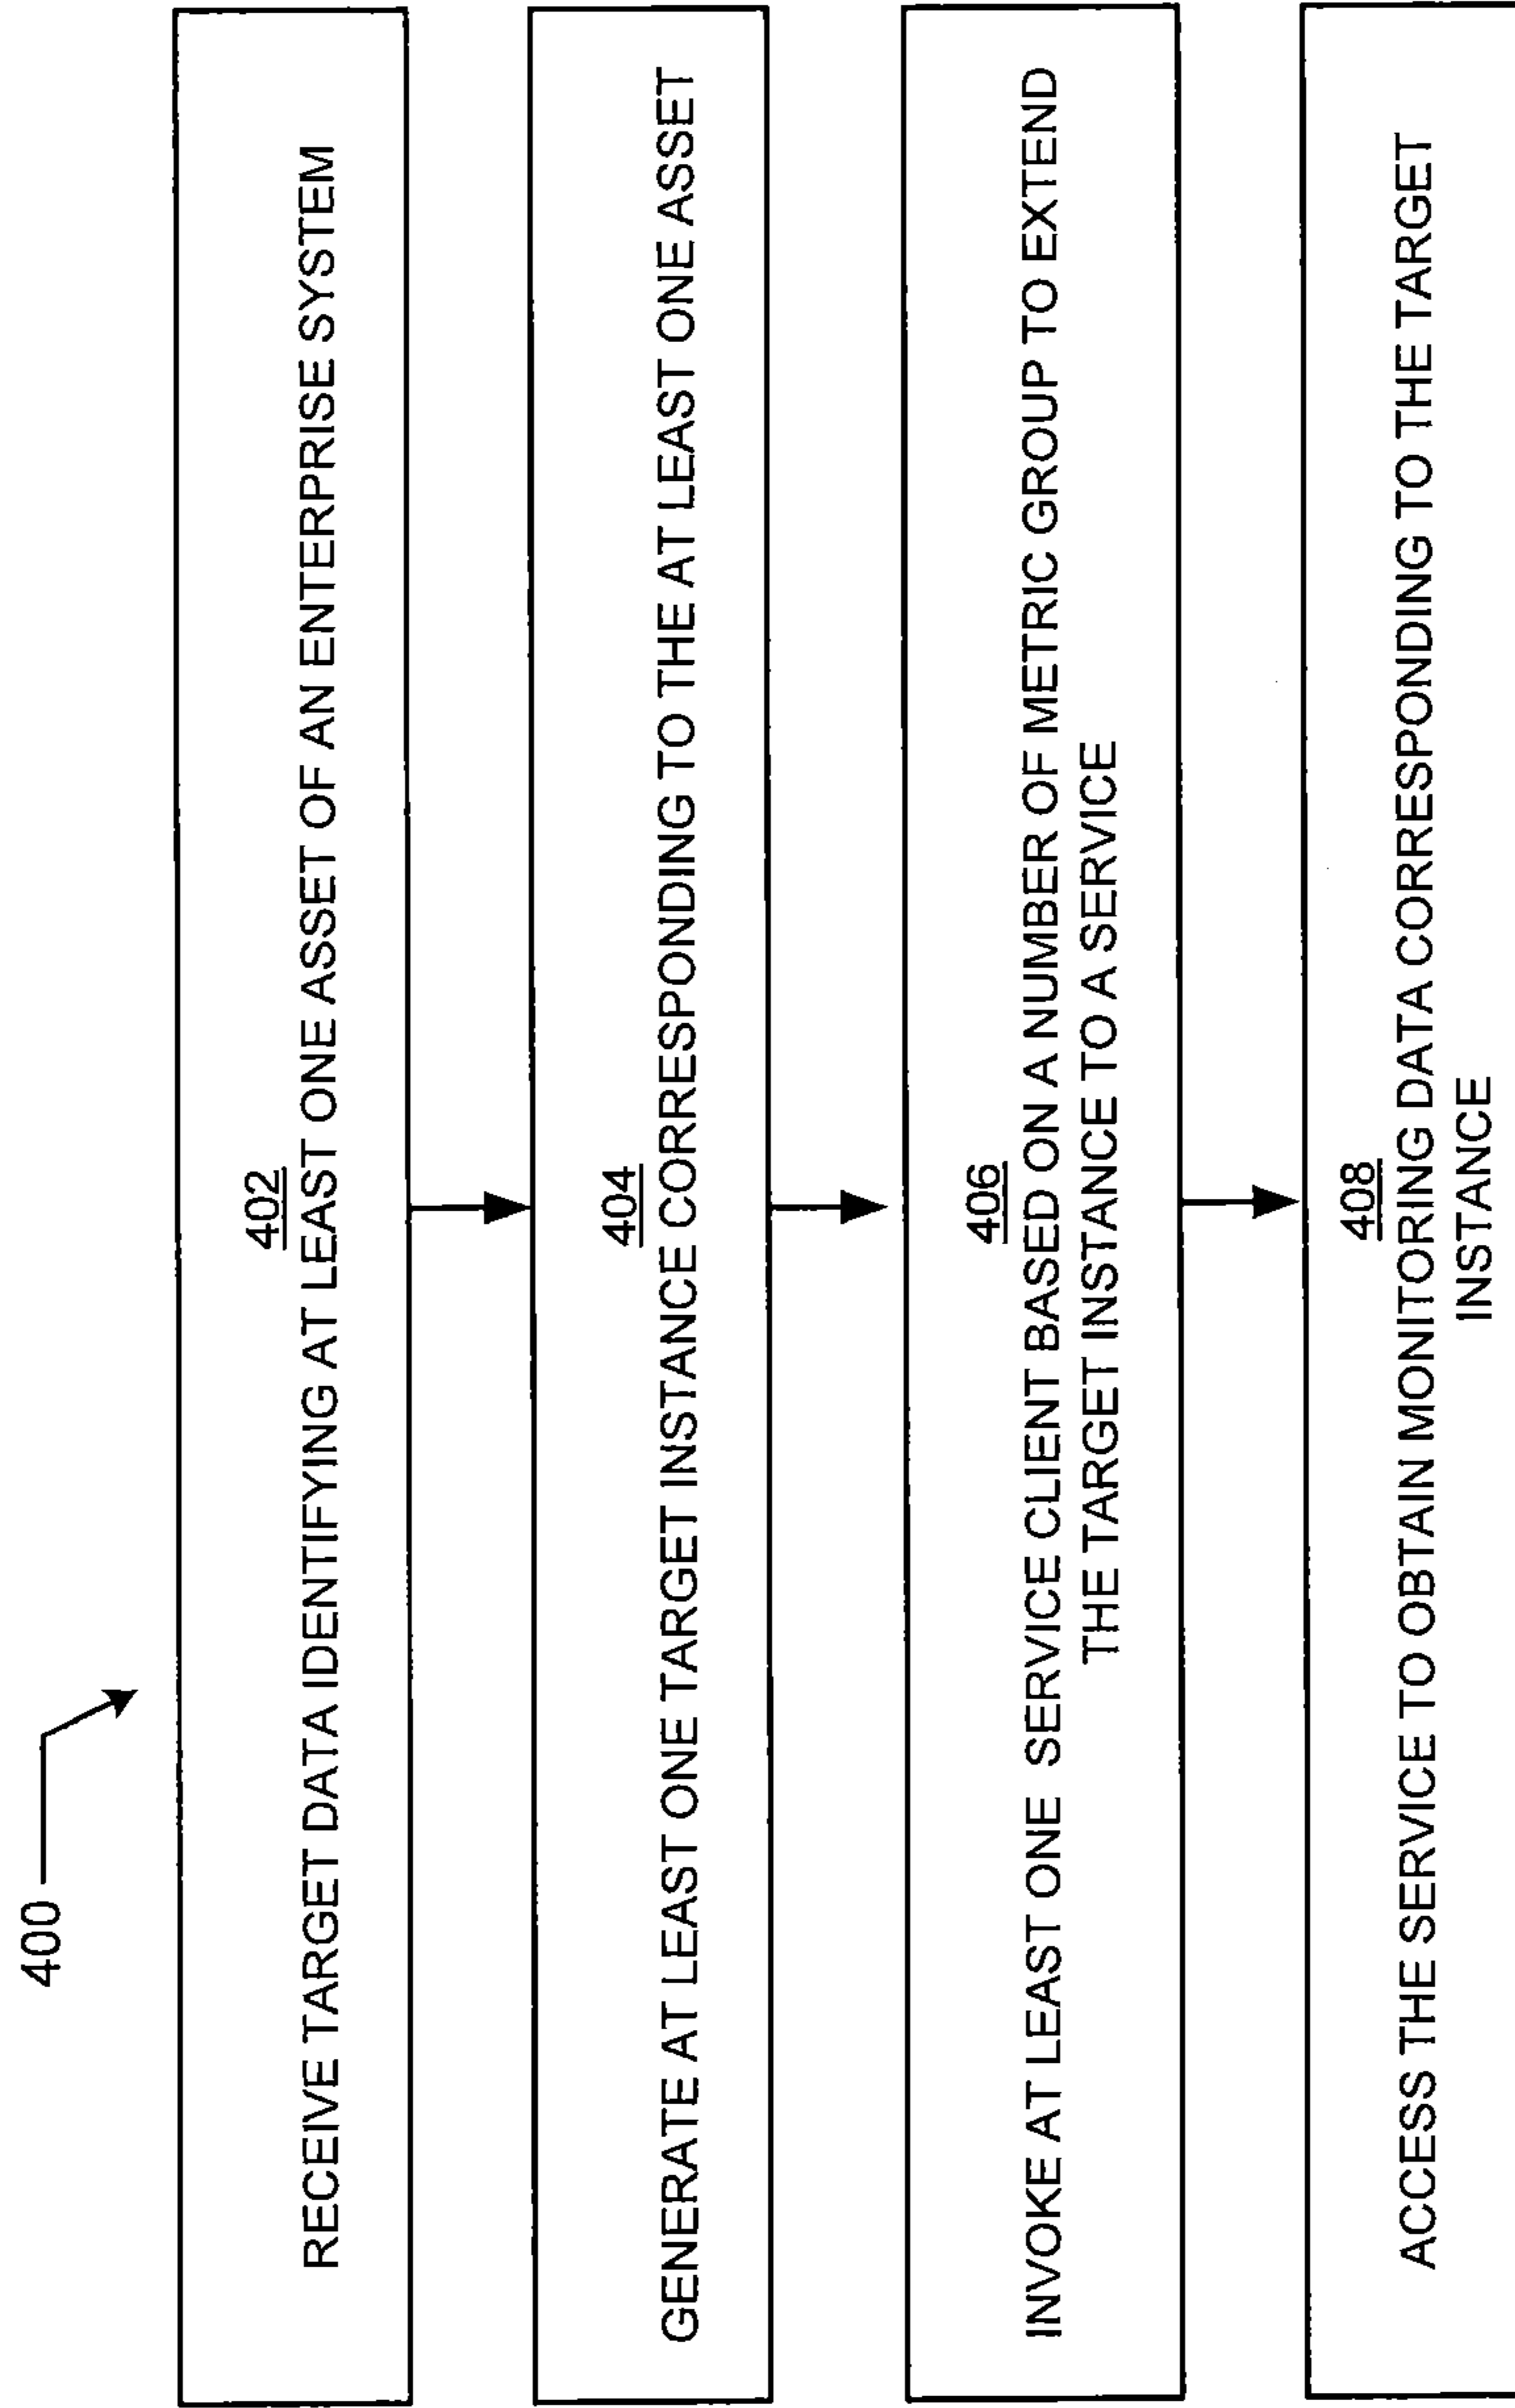 400
402
RECEIVE TARGET DATA IDENTIFYING AT LEAST ONE ASSET OF AN ENTERPRISE SYSTEM
404
GENERATE AT LEAST ONE TARGET INSTANCE CORRESPONDING TO THE AT LEAST ONE ASSET
406
INVOKE AT LEAST ONE SERVICE CLIENT BASED ON A NUMBER OF METRIC GROUP TO EXTEND
THE TARGET INSTANCE TO A SERVICE
408
ACCESS THE SERVICE TO OBTAIN MONITORING DATA CORRESPONDING TO THE TARGET
INSTANCE